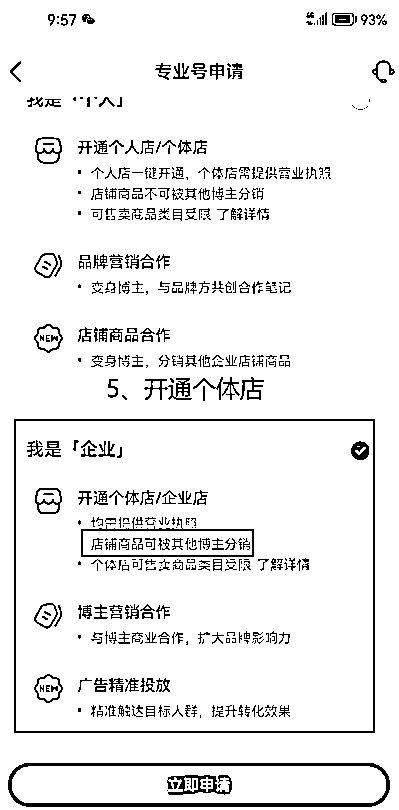 9:57
93%
专业号申请
我是「个人」
开通个人店/个体店
• 个人店一键开通，个体店需提供营业执照
• 店铺商品不可被其他博主分销
• 可售卖商品类目受限 了解详情
品牌营销合作
• 变身博主，与品牌方共创合作笔记
NEW 店铺商品合作
• 变身博主，分销其他企业店铺商品
5、开通个体店
我是「企业」
开通个体店/企业店
• 均需提供营业执照
店铺商品可被其他博主分销
• 个体店可售卖商品类目受限 了解详情
博主营销合作
• 与博主商业合作，扩大品牌影响力
NEW 广告精准投放
• 精准触达目标人群，提升转化效果
立即申请